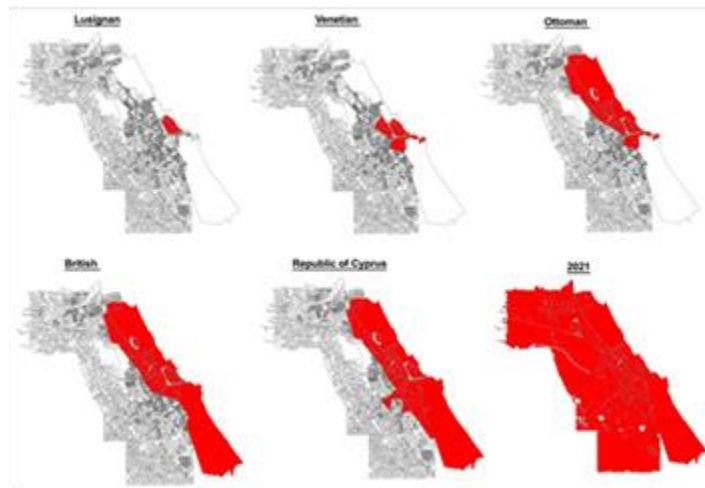 Lusignan
Venetian
Ottoman
British
Republic of Cyprus
2021